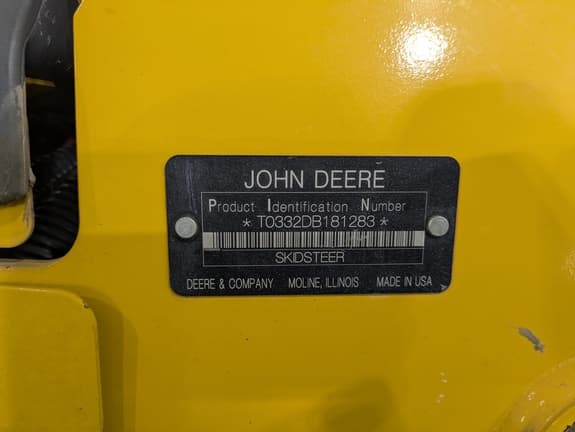 JOHN DEERE
Product Identification Number
* T0332DB181283 *
SKIDSTEER
DEERE & COMPANY MOLINE, ILLINOIS MADE IN USA